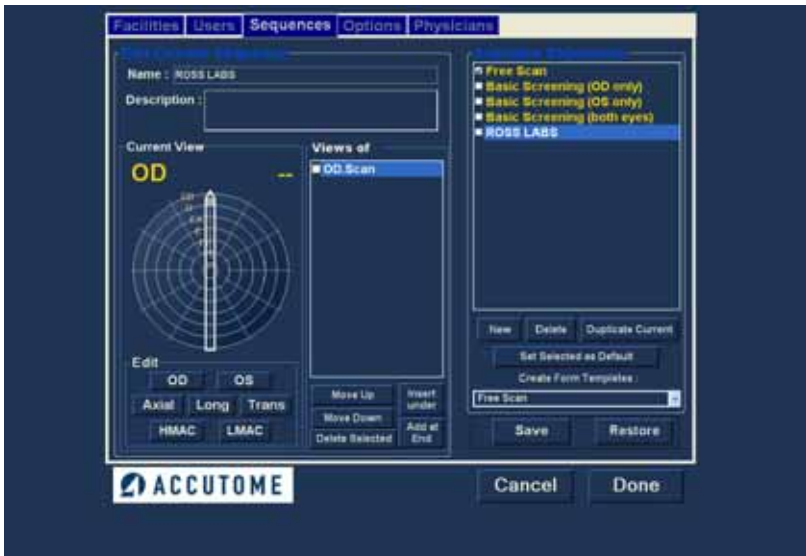 Facilities Users Sequences Options Physicians
Name : ROSS LABS
Description :
Current View
OD --
Edit
OD OS
Axial Long Trans
HMAC LMAC
Views of
OD.Scan
Move Up
Move Down
Delete Selected
Insert under
Add at End
Free Scan
Basic Screening (OD only)
Basic Screening (OS only)
Basic Screening (both eyes)
ROSS LABS
New Delete Duplicate Current
Set Selected as Default
Create Form Templates :
Free Scan
Save Restore
ACCUTOME
Cancel Done